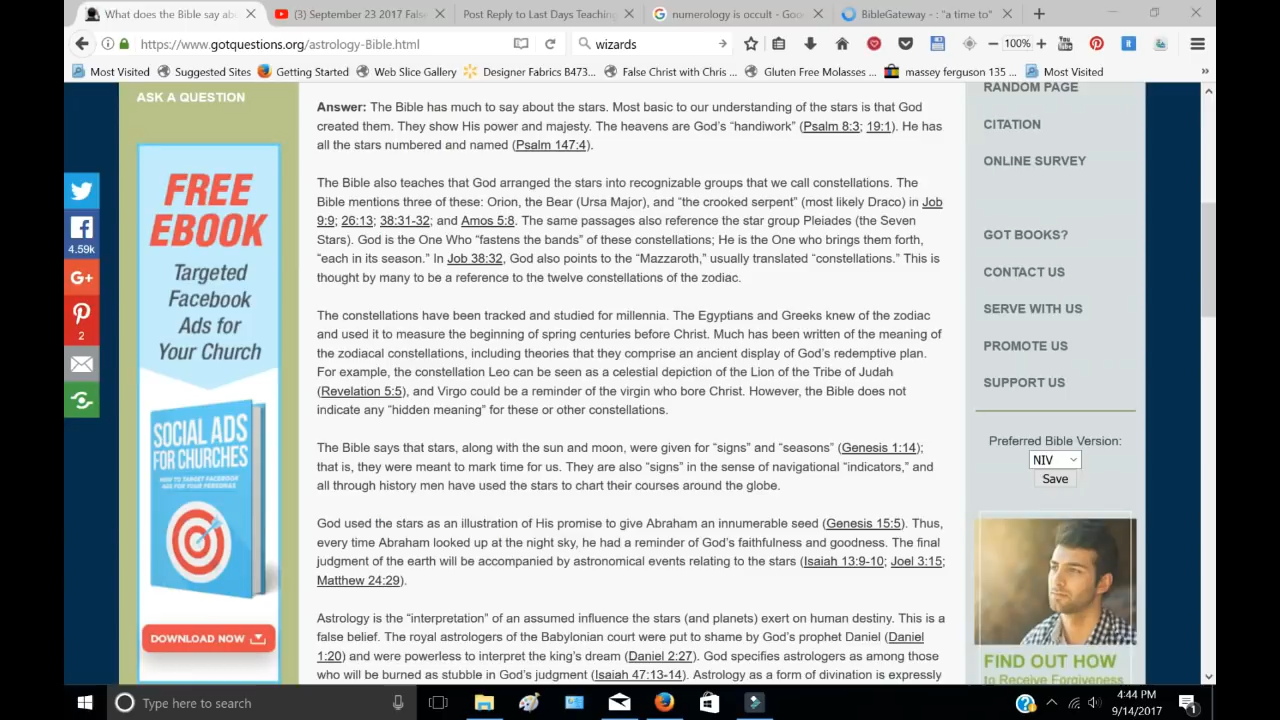 What does the Bible say ab
(3) September 23 2017 False
Post Reply to Last Days Teaching
numerology is occult - Goo
BibleGateway - : "a time to"
https://www.gotquestions.org/astrology-Bible.html
wizards
100%
Most Visited
Suggested Sites
Getting Started
Web Slice Gallery
Designer Fabrics B473...
False Christ with Chris ...
Gluten Free Molasses ...
massey ferguson 135 ...
Most Visited
ASK A QUESTION
FREE
EBOOK
Targeted
Facebook
Ads for
Your Church
SOCIAL ADS
FOR CHURCHES
DOWNLOAD NOW
4.59k
G+
2
Answer: The Bible has much to say about the stars. Most basic to our understanding of the stars is that God
created them. They show His power and majesty. The heavens are God's “handiwork” (Psalm 8:3; 19:1). He has
all the stars numbered and named (Psalm 147:4).
The Bible also teaches that God arranged the stars into recognizable groups that we call constellations. The
Bible mentions three of these: Orion, the Bear (Ursa Major), and “the crooked serpent” (most likely Draco) in Job
9:9; 26:13; 38:31-32; and Amos 5:8. The same passages also reference the star group Pleiades (the Seven
Stars). God is the One Who “fastens the bands” of these constellations; He is the One who brings them forth,
“each in its season.” In Job 38:32, God also points to the “Mazzaroth,” usually translated “constellations.” This is
thought by many to be a reference to the twelve constellations of the zodiac.
The constellations have been tracked and studied for millennia. The Egyptians and Greeks knew of the zodiac
and used it to measure the beginning of spring centuries before Christ. Much has been written of the meaning of
the zodiacal constellations, including theories that they comprise an ancient display of God's redemptive plan.
For example, the constellation Leo can be seen as a celestial depiction of the Lion of the Tribe of Judah
(Revelation 5:5), and Virgo could be a reminder of the virgin who bore Christ. However, the Bible does not
indicate any “hidden meaning” for these or other constellations.
The Bible says that stars, along with the sun and moon, were given for “signs” and “seasons” (Genesis 1:14);
that is, they were meant to mark time for us. They are also “signs” in the sense of navigational “indicators,” and
all through history men have used the stars to chart their courses around the globe.
God used the stars as an illustration of His promise to give Abraham an innumerable seed (Genesis 15:5). Thus,
every time Abraham looked up at the night sky, he had a reminder of God's faithfulness and goodness. The final
judgment of the earth will be accompanied by astronomical events relating to the stars (Isaiah 13:9-10; Joel 3:15;
Matthew 24:29).
Astrology is the “interpretation” of an assumed influence the stars (and planets) exert on human destiny. This is a
false belief. The royal astrologers of the Babylonian court were put to shame by God's prophet Daniel (Daniel
1:20) and were powerless to interpret the king's dream (Daniel 2:27). God specifies astrologers as among those
who will be burned as stubble in God's judgment (Isaiah 47:13-14). Astrology as a form of divination is expressly
RANDOM PAGE
CITATION
ONLINE SURVEY
GOT BOOKS?
CONTACT US
SERVE WITH US
PROMOTE US
SUPPORT US
Preferred Bible Version:
NIV
Save
FIND OUT HOW
to Receive Forgiveness
Type here to search
4:44 PM
9/14/2017
1